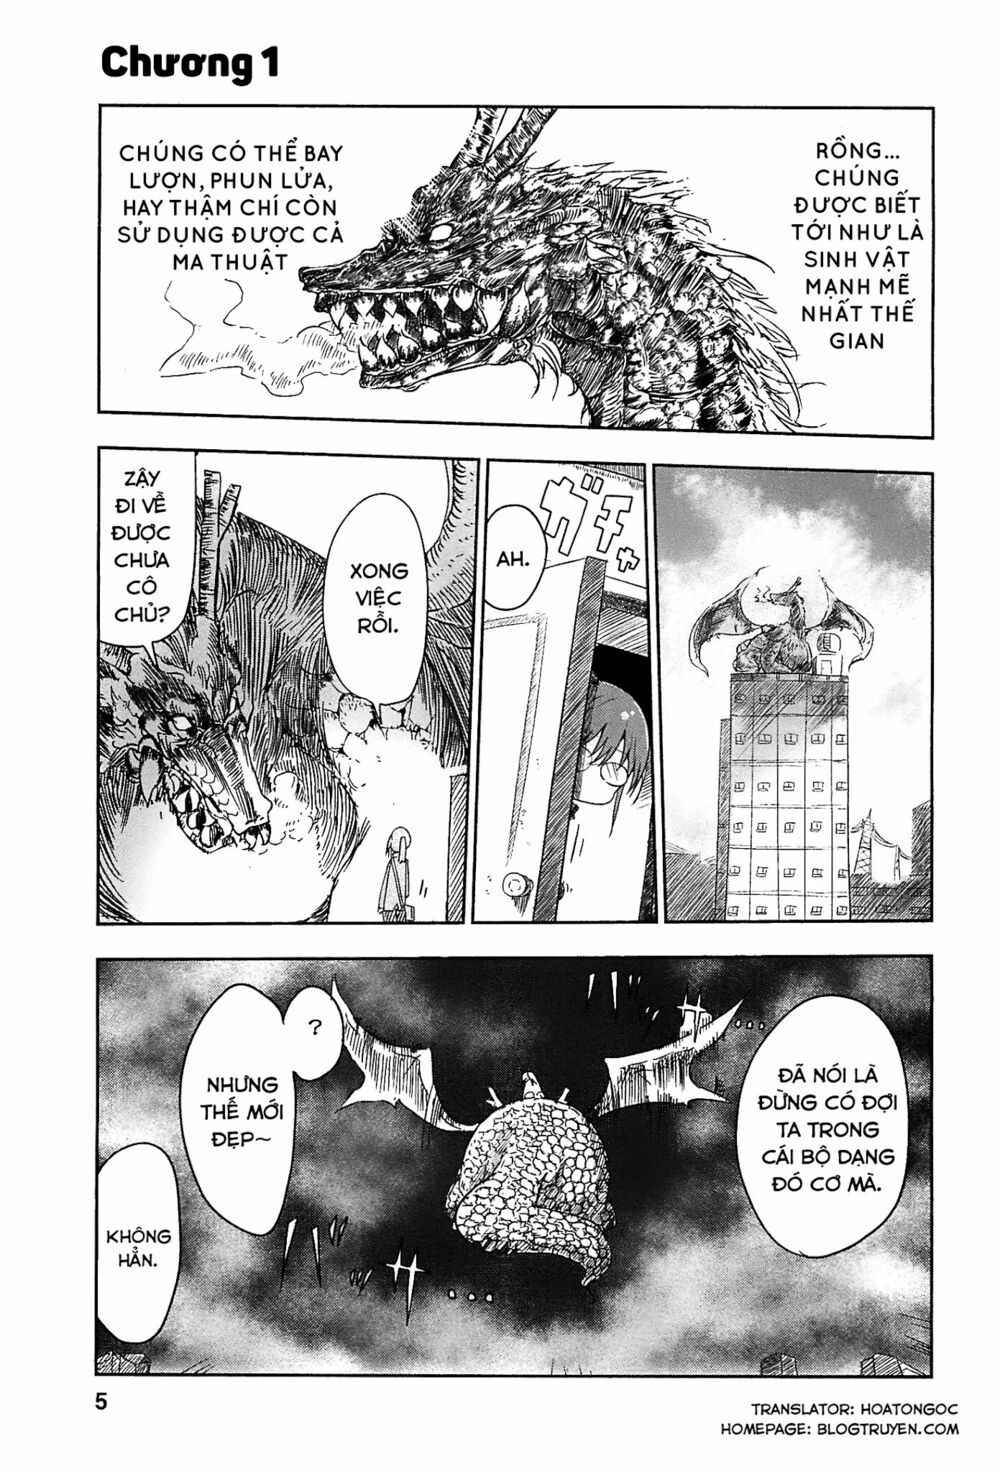 Chương 1
RỒNG...
CHÚNG
ĐƯỢC BIẾT
TỚI NHƯ LÀ
SINH VẬT
MẠNH MẼ
NHẤT THẾ
GIAN
CHÚNG CÓ THỂ BAY
LƯỢN, PHUN LỬA,
HAY THẬM CHÍ CÒN
SỬ DỤNG ĐƯỢC CẢ
MA THUẬT
ガチャ
AH.
XONG
VIỆC
RỒI.
ZẬY
ĐI VỀ
ĐƯỢC
CHƯA
CÔ
CHỦ?
ĐÃ NÓI LÀ
ĐỪNG CÓ ĐỢI
TA TRONG
CÁI BỘ DẠNG
ĐÓ CƠ MÀ.
?
NHƯNG
THẾ MỚI
ĐẸP~
KHÔNG
HẲN.
5
TRANSLATOR: HOATONGOC
HOMEPAGE: BLOGTRUYEN.COM